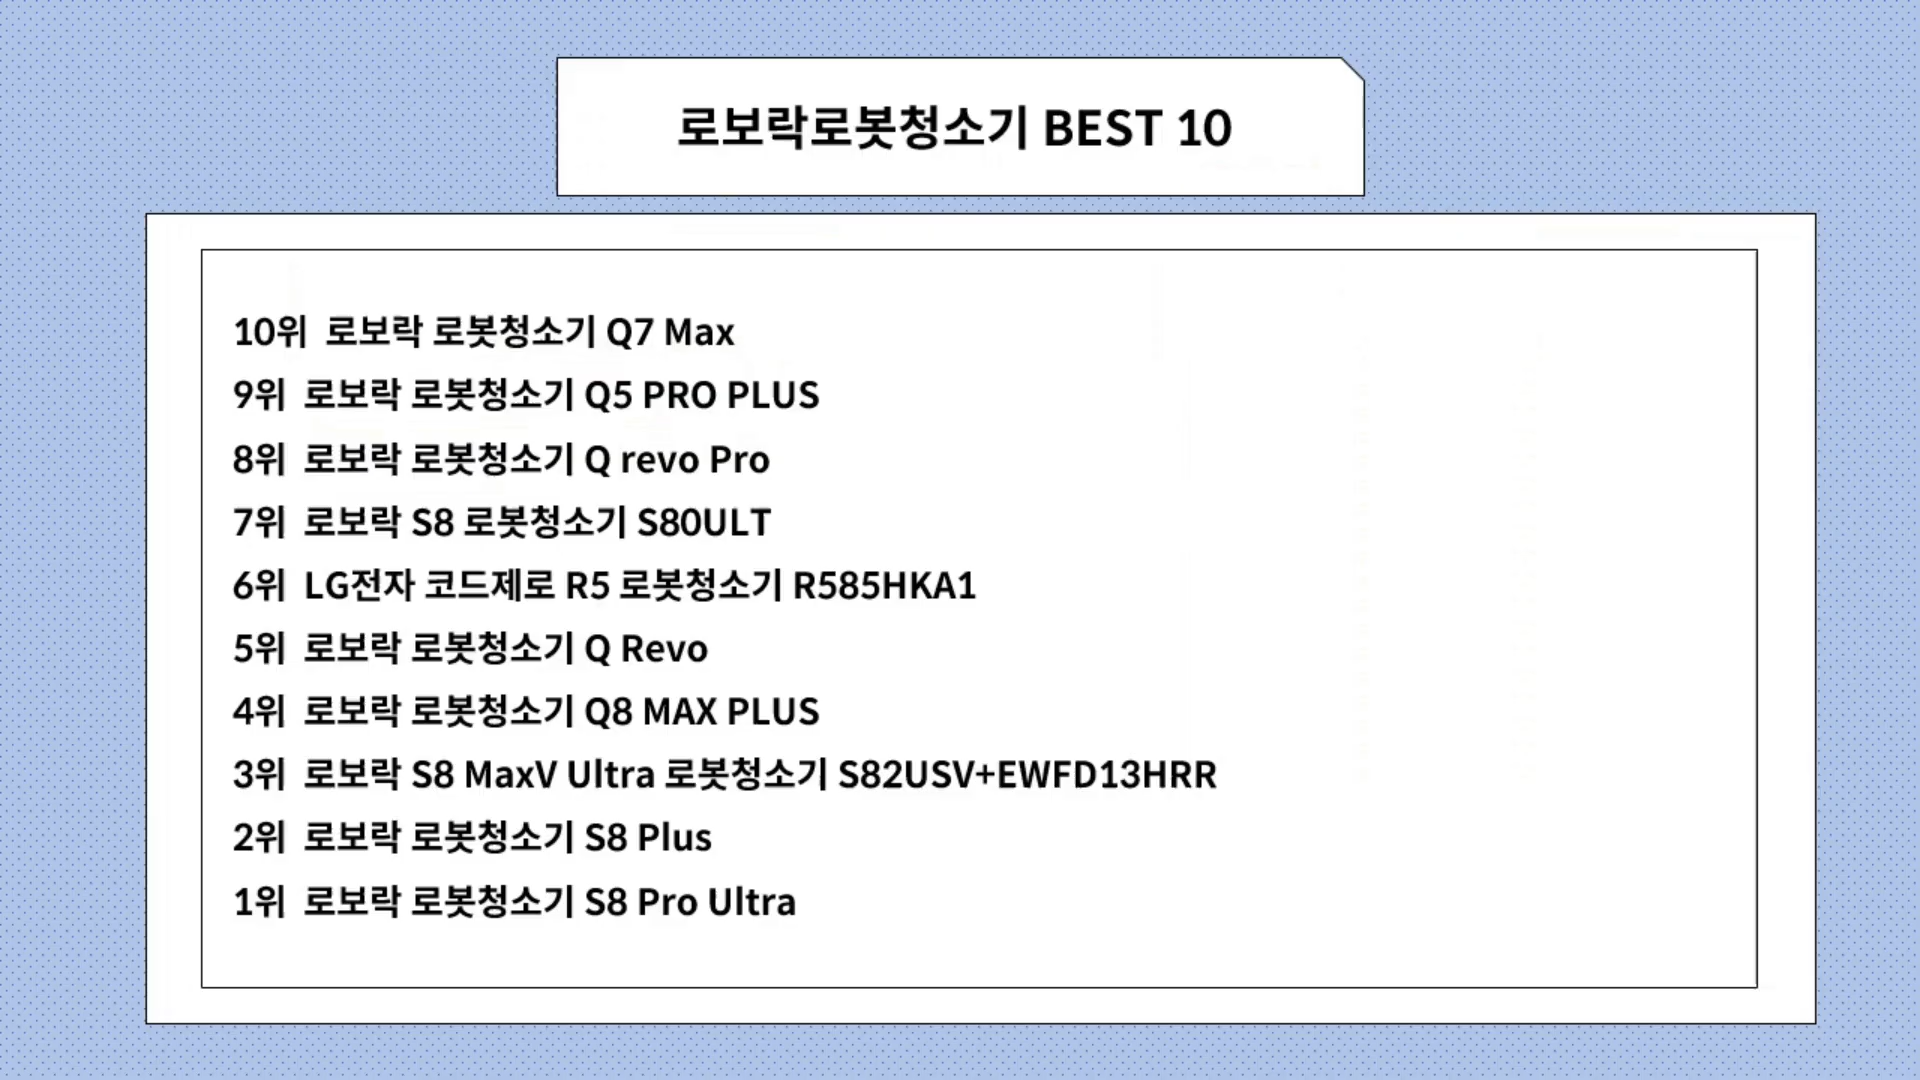 로보락로봇청소기 BEST 10
10위 로보락 로봇청소기 Q7 Max
9위 로보락 로봇청소기 Q5 PRO PLUS
8위 로보락 로봇청소기 Q revo Pro
7위 로보락 S8 로봇청소기 S80ULT
6위 LG전자 코드제로 R5 로봇청소기 R585HKA1
5위 로보락 로봇청소기 Q Revo
4위 로보락 로봇청소기 Q8 MAX PLUS
3위 로보락 S8 MaxV Ultra 로봇청소기 S82USV+EWFD13HRR
2위 로보락 로봇청소기 S8 Plus
1위 로보락 로봇청소기 S8 Pro Ultra